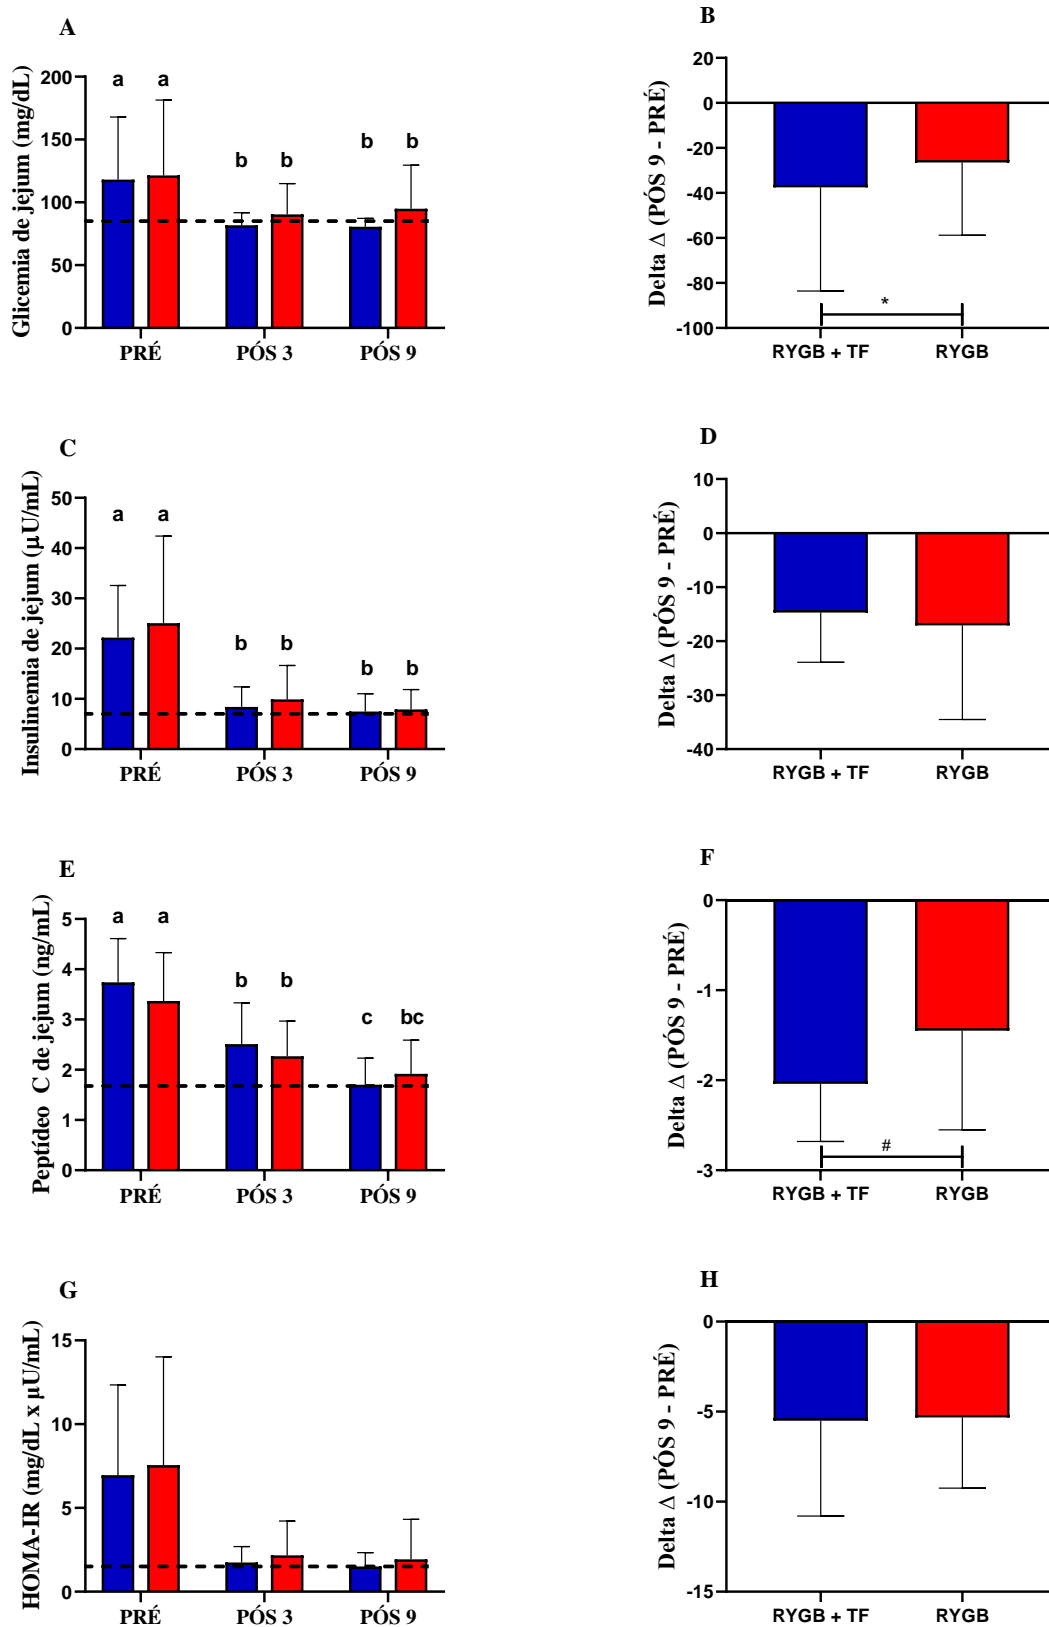 A
Glicemia de jejum (mg/dL)
200
150
100
50
0
a a
b b
b b
PRÉ PÓS 3 PÓS 9
B
Delta Δ (PÓS 9 - PRÉ)
20
0
-20
-40
-60
-80
-100
*
RYGB + TF RYGB
C
Insulinemia de jejum (µU/mL)
50
40
30
20
10
0
a a
b b
b b
PRÉ PÓS 3 PÓS 9
D
Delta Δ (PÓS 9 - PRÉ)
10
0
-10
-20
-30
-40
RYGB + TF RYGB
E
Peptídeo C de jejum (ng/mL)
5
4
3
2
1
0
a a
b b
c bc
PRÉ PÓS 3 PÓS 9
F
Delta Δ (PÓS 9 - PRÉ)
0
-1
-2
-3
#
RYGB + TF RYGB
G
HOMA-IR (mg/dL x µU/mL)
15
10
5
0
PRÉ PÓS 3 PÓS 9
H
Delta Δ (PÓS 9 - PRÉ)
0
-5
-10
-15
RYGB + TF RYGB